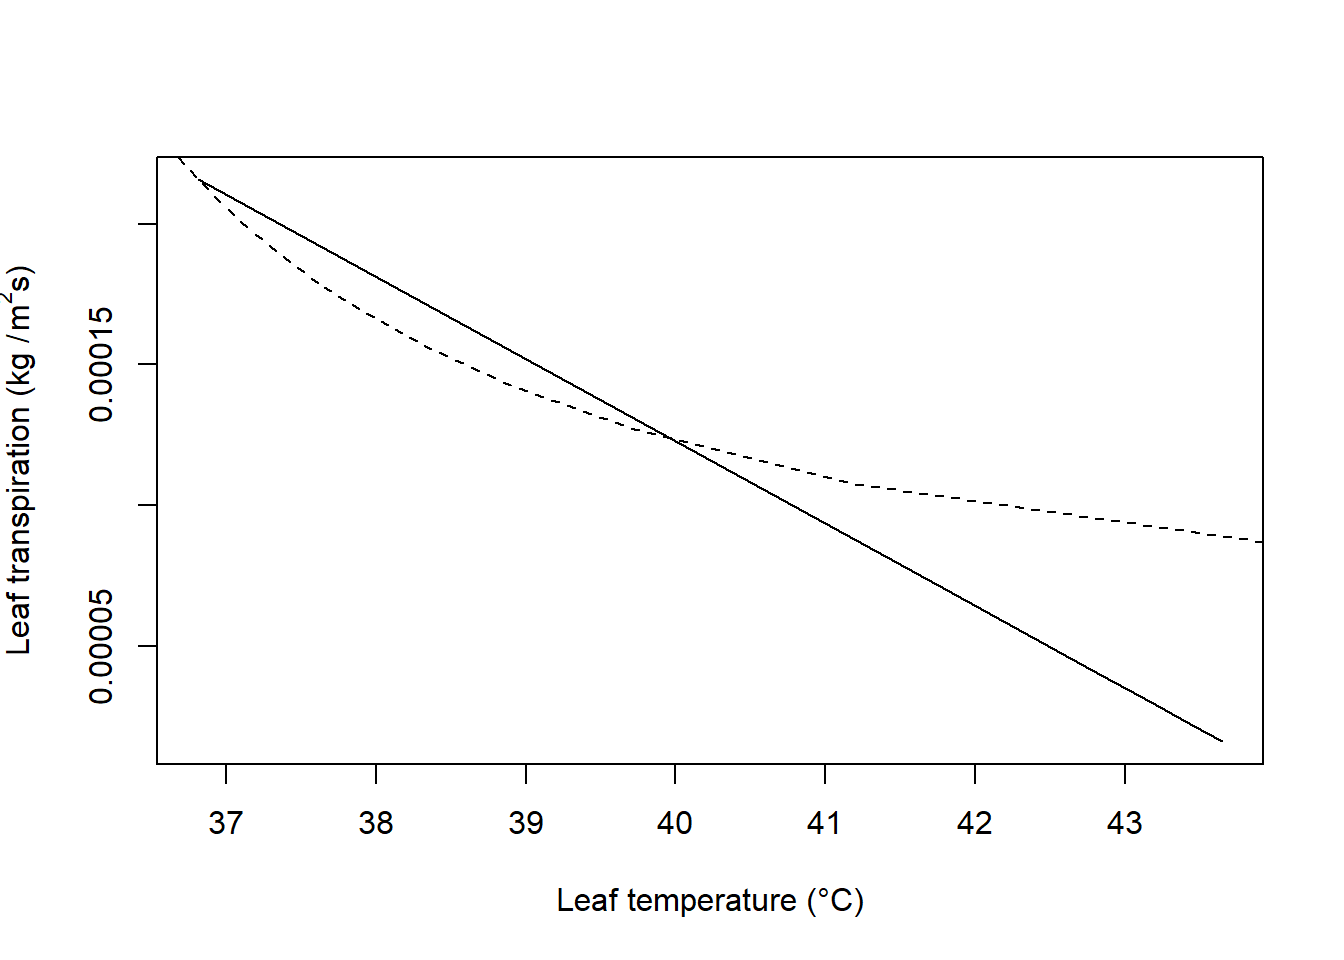 Leaf transpiration (kg /m²s)
0.00015
0.00005
37 38 39 40 41 42 43
Leaf temperature (°C)